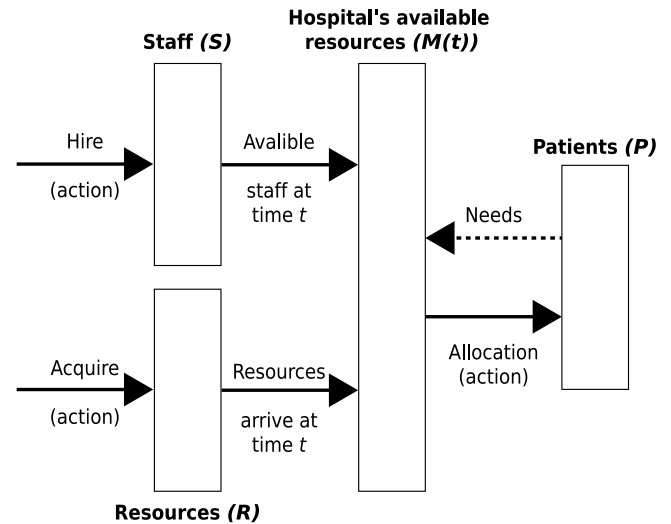 Hospital's available
resources (M(t))
Staff (S)
Hire
(action)
Avalible
staff at
time t
Patients (P)
Needs
Allocation
(action)
Acquire
(action)
Resources
arrive at
time t
Resources (R)